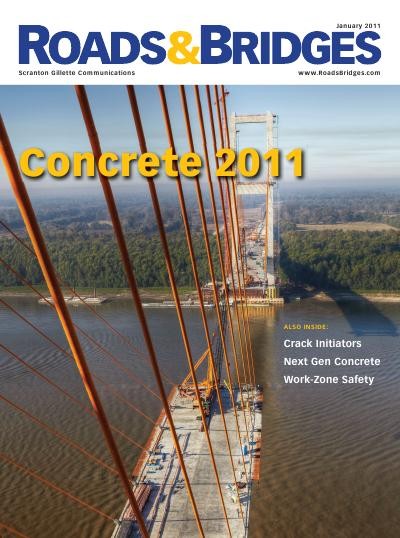 January 2011
ROADS&BRIDGES
Scranton Gillette Communications
www.RoadsBridges.com
Concrete 2011
ALSO INSIDE:
Crack Initiators
Next Gen Concrete
Work-Zone Safety